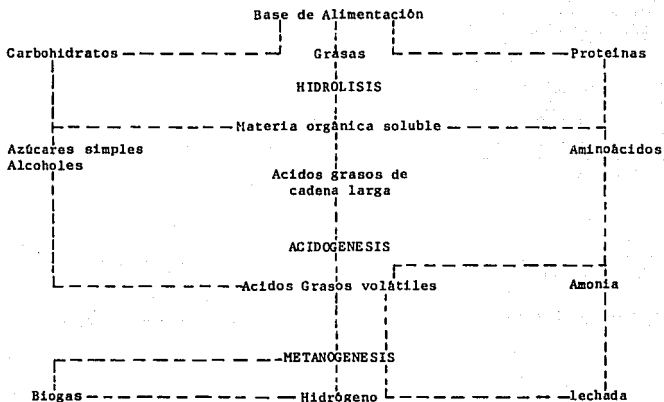 Base de Alimentación
Carbohidratos Grasas Proteínas
HIDROLISIS
Materia orgánica soluble
Azúcares simples Aminoácidos
Alcoholes
Acidos grasos de
cadena larga
ACIDOGENESIS
Acidos Grasos volátiles Amonia
METANOGENESIS
Biogas Hidrógeno lechada